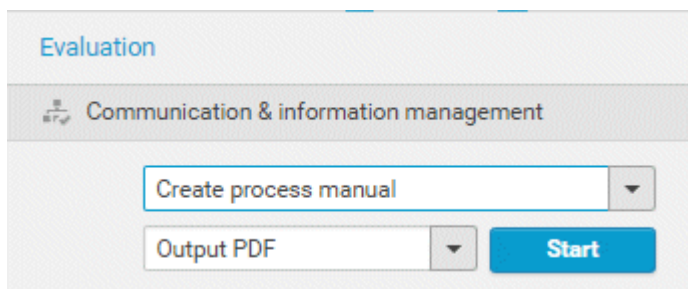 Evaluation
Communication & information management
Create process manual
Output PDF Start